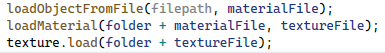 loadObjectFromFile(filepath, materialFile);
loadMaterial(folder + materialFile, textureFile);
texture.load(folder + textureFile);